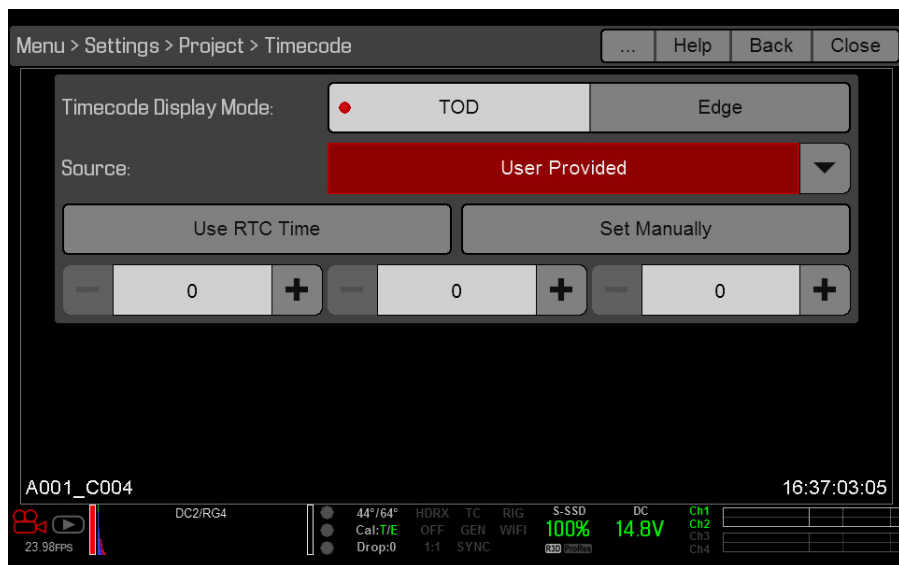 Menu > Settings > Project > Timecode ... Help Back Close
Timecode Display Mode: TOD Edge
Source: User Provided
Use RTC Time Set Manually
0 0 0
A001_C004 16:37:03:05
DC2/RG4 44°/64° HDRX TC RIG S-SSD DC Ch1
Cal:T/E OFF GEN WIFI 100% 14.8V Ch2
23.98FPS Drop:0 1:1 SYNC R3D ProRes Ch3
Ch4